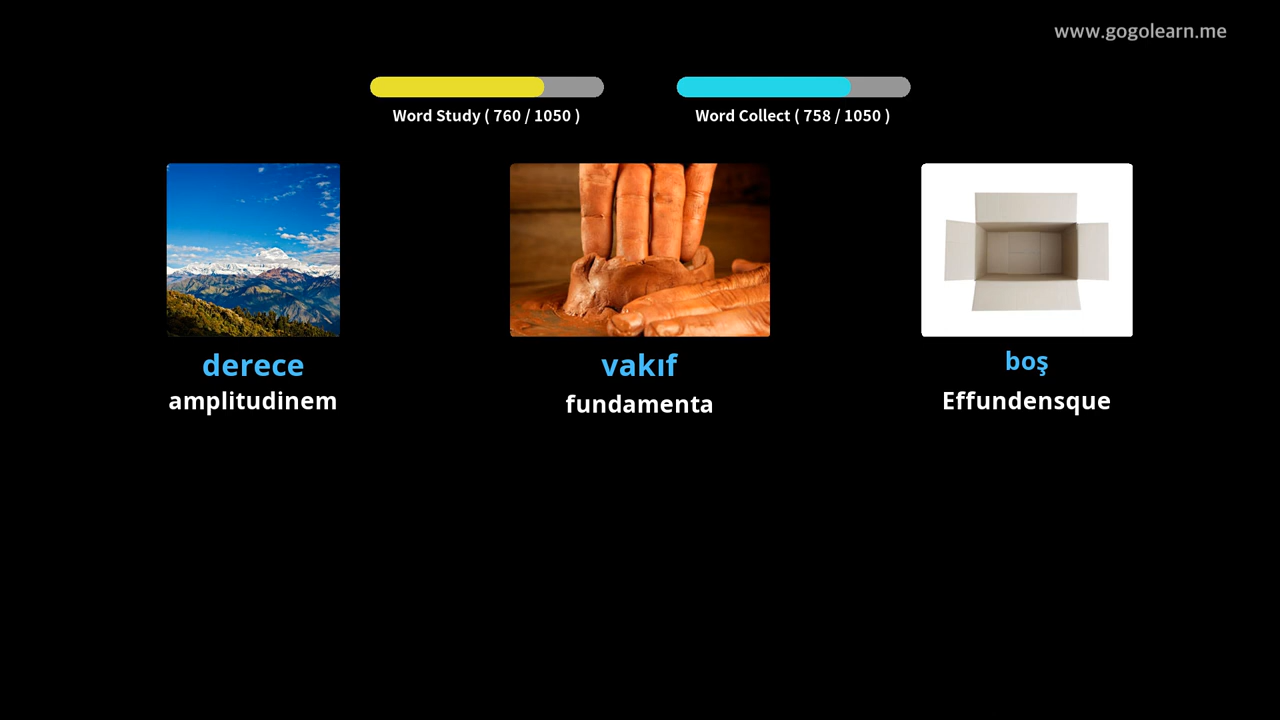 www.gogolearn.me
Word Study ( 760 / 1050 )
Word Collect ( 758 / 1050 )
derece
amplitudinem
vakıf
fundamenta
boş
Effundensque